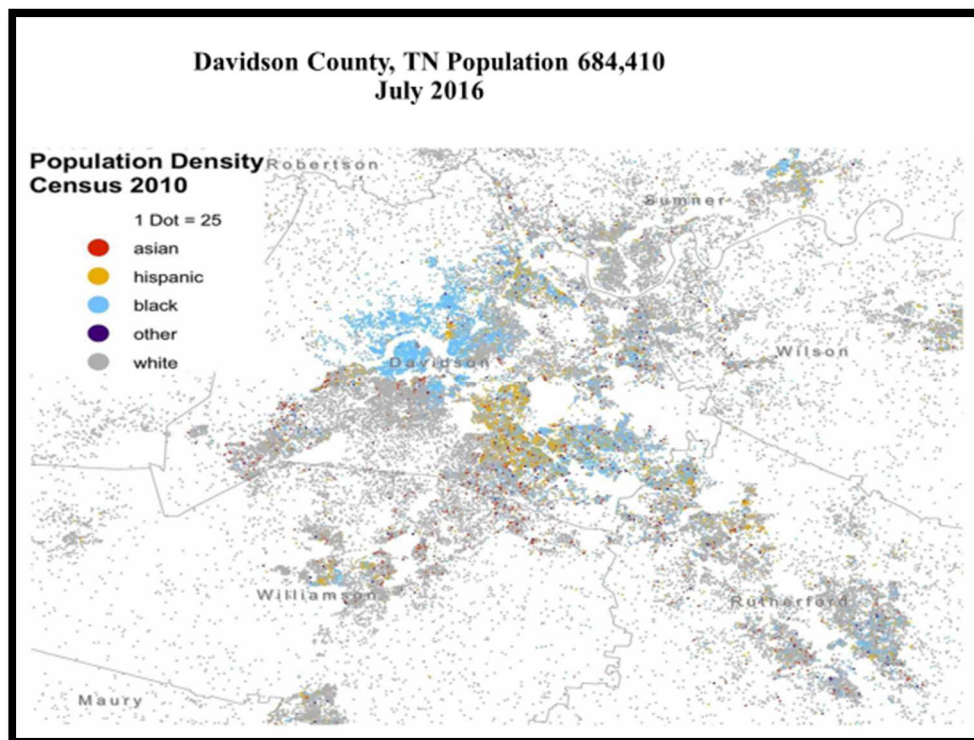 Davidson County, TN Population 684,410
July 2016
Population Density
Census 2010
1 Dot = 25
asian
hispanic
black
other
white
Robertson
Sumner
Davidson
Wilson
Williamson
Rutherford
Maury